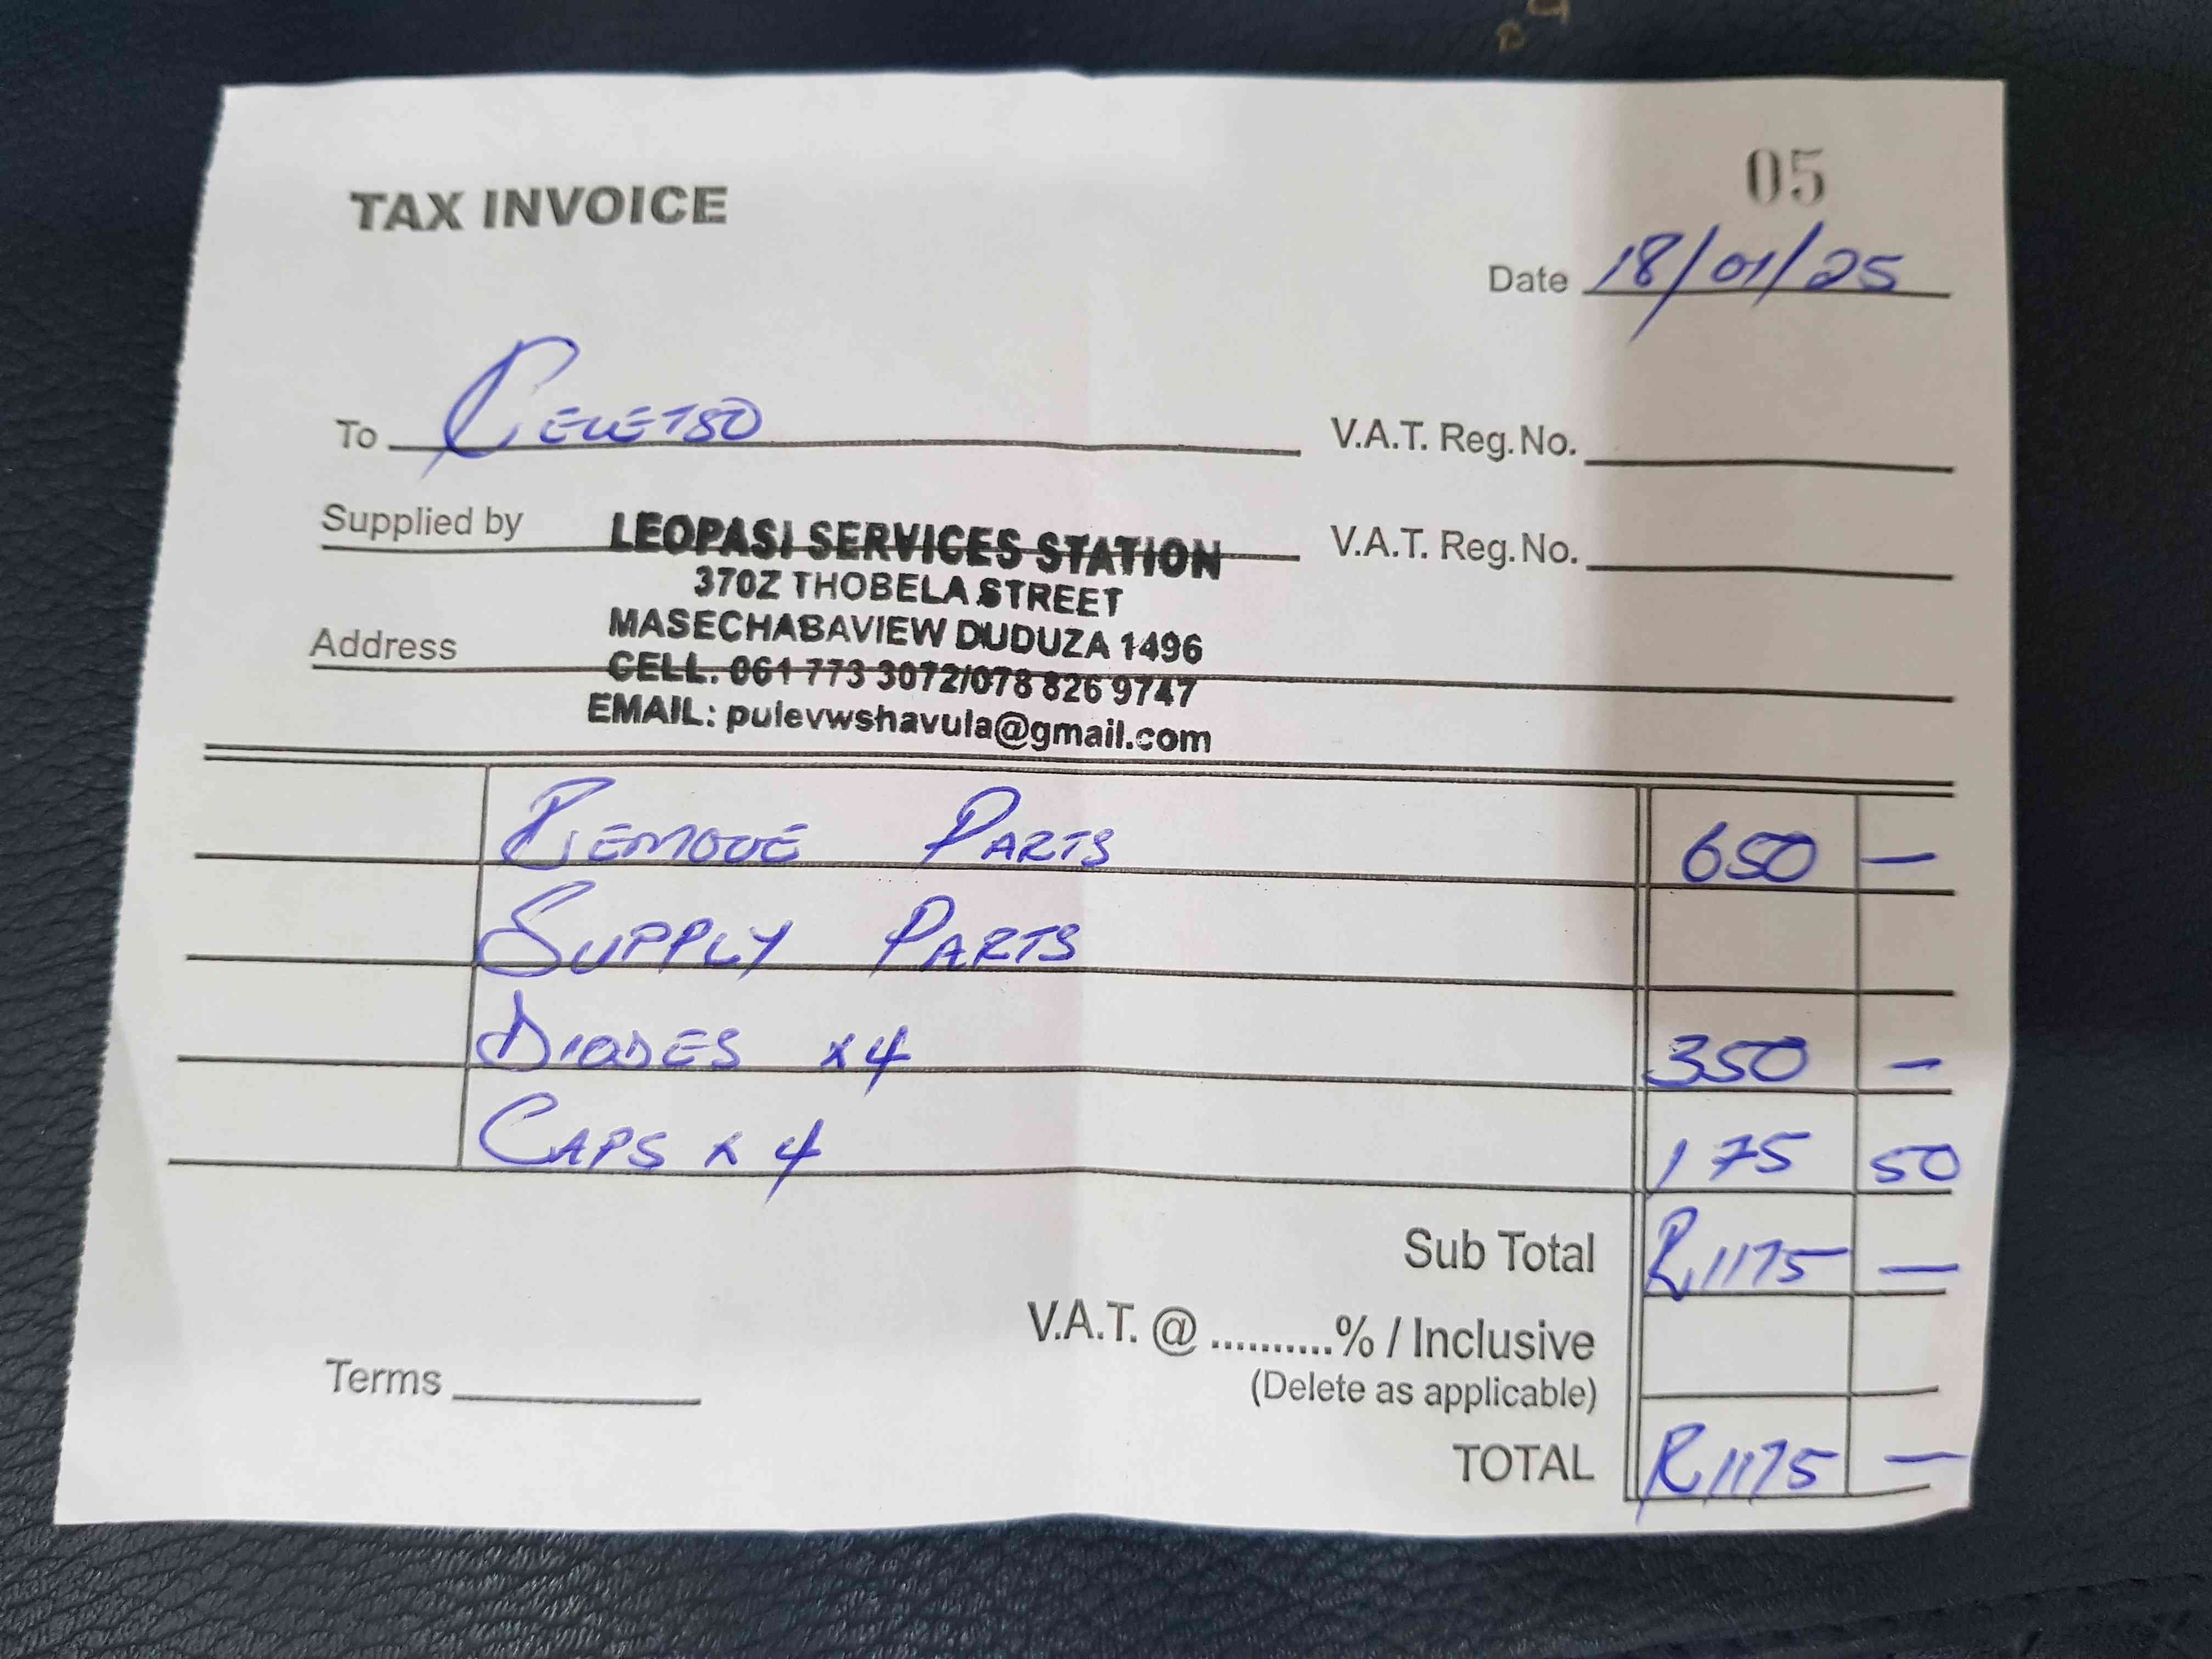 TAX INVOICE
05
Date 18/01/25
To
V.A.T. Reg. No.
Supplied by LEOPASI SERVICES STATION
V.A.T. Reg. No.
370Z THOBELA STREET
MASECHABAVIEW DUDUZA 1496
Address
CELL. 061 773 3072/078 826 9747
EMAIL: pulevwshavula@gmail.com
REMOVE PARTS 650 —
SUPPLY PARTS
DIODES x4 350 -
CAPS x 4 175 50
Sub Total R1175 —
V.A.T. @ ..........% / Inclusive
(Delete as applicable)
Terms
TOTAL R1175 —